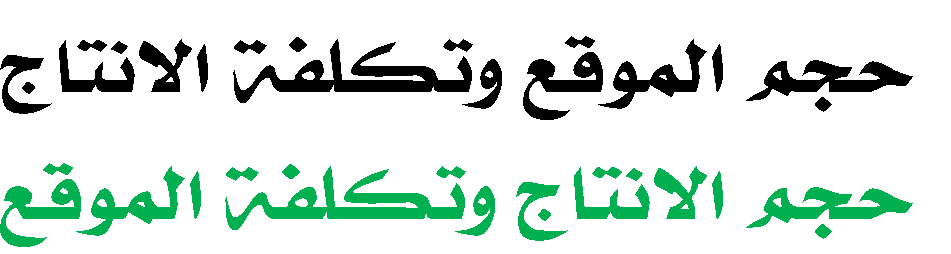 حجم الموقع وتكلفة الانتاج
حجم الانتاج وتكلفة الموقع